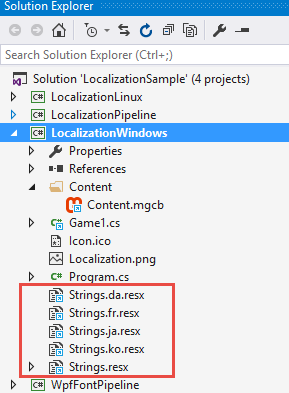 Solution Explorer
Search Solution Explorer (Ctrl+;)
Solution 'LocalizationSample' (4 projects)
C# LocalizationLinux
C# LocalizationPipeline
C# LocalizationWindows
Properties
References
Content
Content.mgcb
C# Game1.cs
Icon.ico
Localization.png
C# Program.cs
Strings.da.resx
Strings.fr.resx
Strings.ja.resx
Strings.ko.resx
Strings.resx
C# WpfFontPipeline